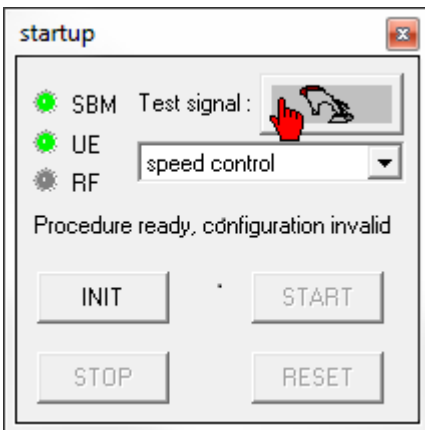 startup
SBM Test signal :
UE
speed control
RF
Procedure ready, configuration invalid
INIT START
STOP RESET